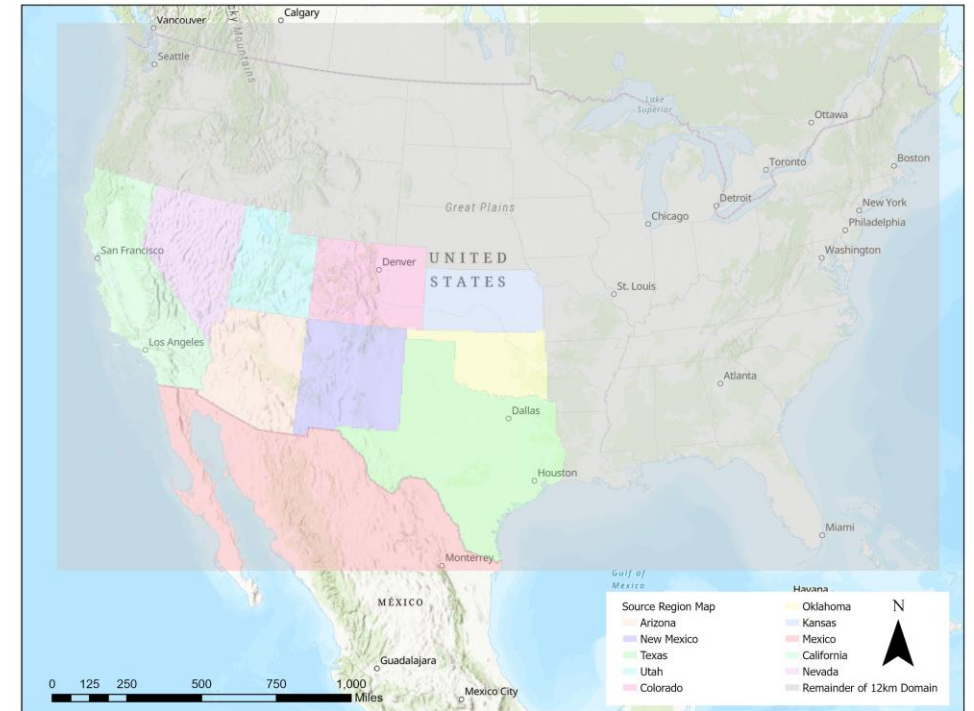 Calgary
Vancouver
Rocky Mountains
Seattle
Lake
Superior
Ottawa
Toronto
Boston
Detroit
New York
Great Plains
Chicago
Philadelphia
San Francisco
Denver
UNITED
STATES
Washington
St. Louis
Los Angeles
Atlanta
Dallas
Houston
Miami
Monterrey
Gulf of
Mexico
Havana
MÉXICO
Guadalajara
Mexico City
Source Region Map
Arizona
New Mexico
Texas
Utah
Colorado
Oklahoma
Kansas
Mexico
California
Nevada
Remainder of 12km Domain
N
0 125 250 500 750 1,000
Miles